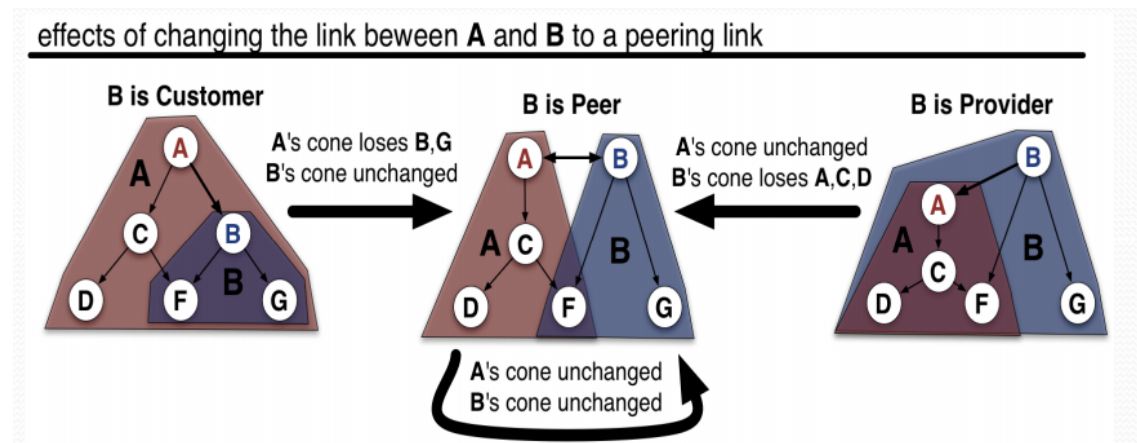 effects of changing the link beween A and B to a peering link
B is Customer
A
A
C
B
B
D
F
G
A's cone loses B,G
B's cone unchanged
B is Peer
A
B
A
C
B
D
F
G
A's cone unchanged
B's cone unchanged
A's cone unchanged
B's cone loses A,C,D
B is Provider
B
A
A
B
C
D
F
G